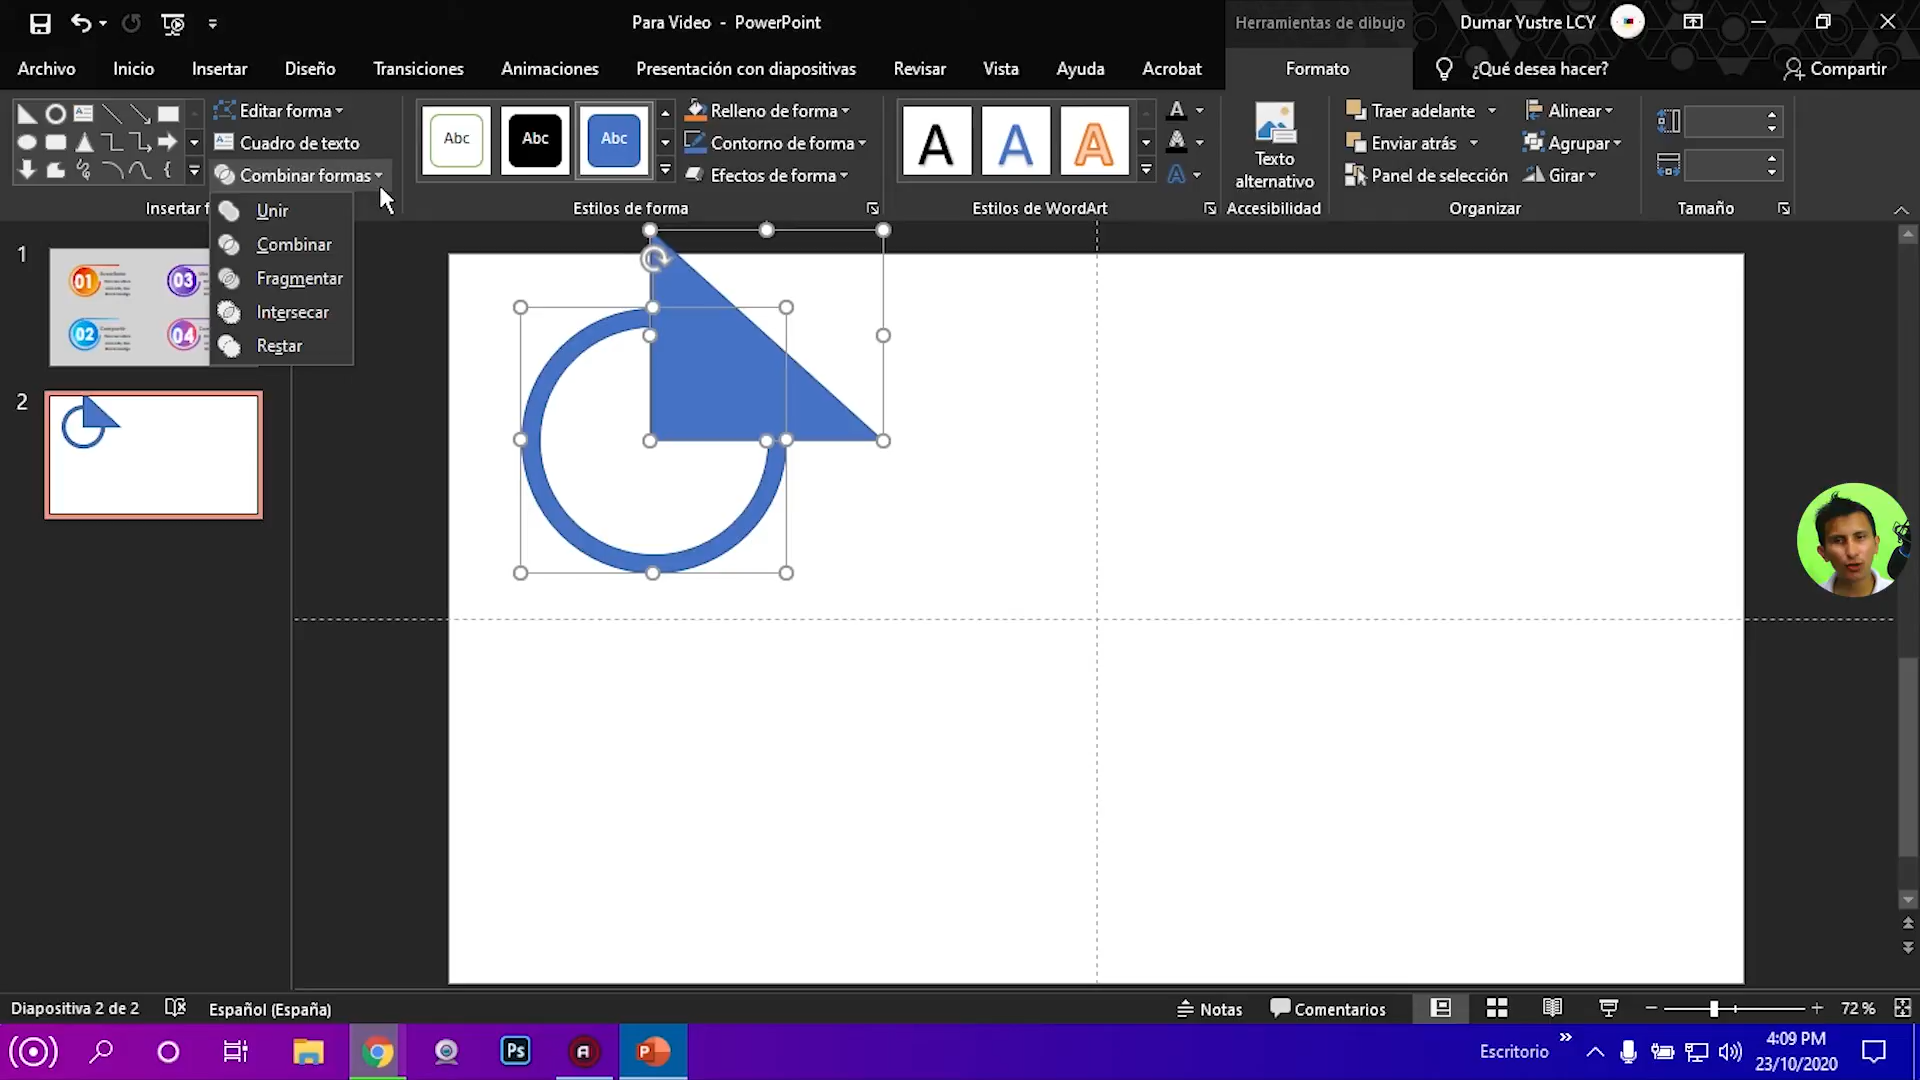 Para Video - PowerPoint
Herramientas de dibujo
Dumar Yustre LCY
Archivo
Inicio
Insertar
Diseño
Transiciones
Animaciones
Presentación con diapositivas
Revisar
Vista
Ayuda
Acrobat
Formato
¿Qué desea hacer?
Compartir
Editar forma
Cuadro de texto
Combinar formas
Insertar f
Unir
Combinar
Fragmentar
Intersecar
Restar
Abc
Abc
Abc
Relleno de forma
Contorno de forma
Efectos de forma
Estilos de forma
A
A
A
A
A
A
Estilos de WordArt
Texto
alternativo
Accesibilidad
Traer adelante
Enviar atrás
Panel de selección
Alinear
Agrupar
Girar
Organizar
Tamaño
1
01
03
02
04
2
Diapositiva 2 de 2
Español (España)
Notas
Comentarios
72 %
Ps
Escritorio
4:09 PM
23/10/2020